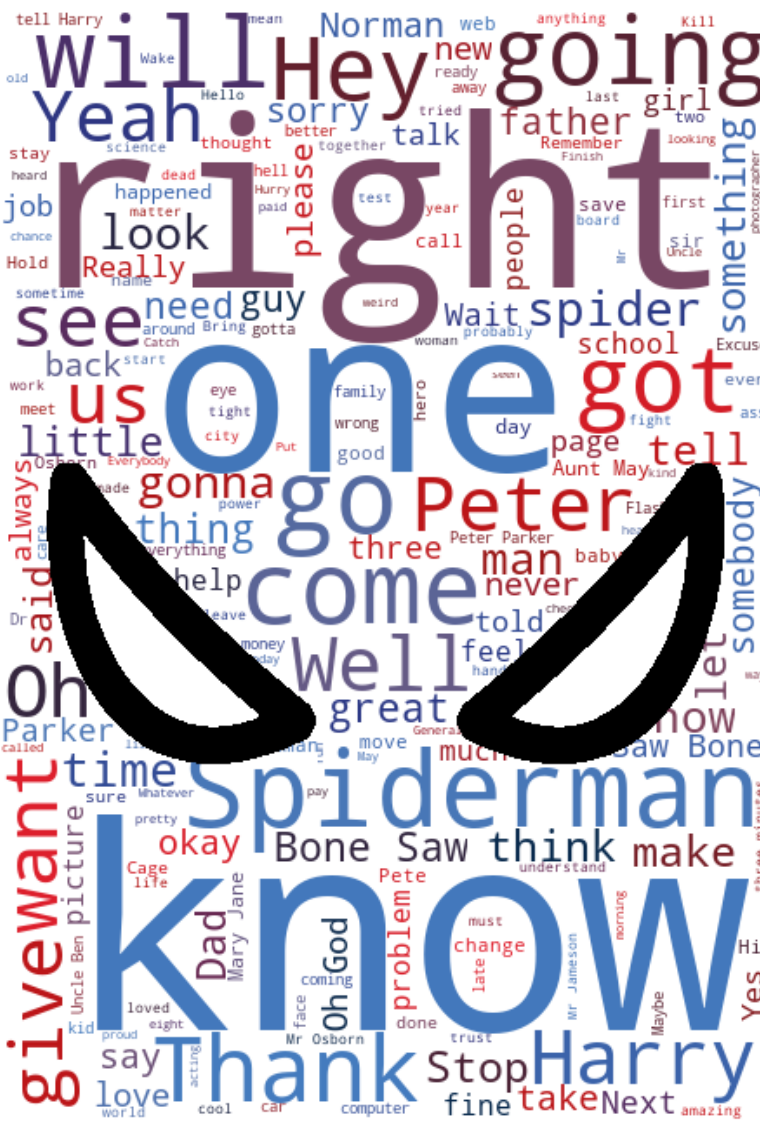 tell Harry
mean
Norman
web
anything
Kill
will
Hey
new
going
old
Wake
ready
away
Hello
Yeah
sorry
tried
last
girl
father
two
talk
better
together
Remember
Finish
looking
science
thought
stay
heard
dead
hell
Hurry
paid
please
happened
matter
right
test
year
call
people
save
board
first
sir
Uncle
Mr
something
photographer
job
chance
look
Hold
Really
name
sometime
need
guy
weird
Wait
spider
see
around
Bring
gotta
Catch
probably
woman
back
start
school
one
got
work
us
eye
tight
city
Put
family
wrong
good
hero
seen
day
fight
meet
little
page
tell
Osborn
Everybody
Aunt May
kind
always
made
gonna
power
go
Peter
thing
everything
three
Peter Parker
man
baby
somebody
care
said
help
come
never
Dr
leave
told
money
Well
feel
let
Oh
great
now
Parker
called
move
May
much
Saw Bone
time
Spiderman
sure
Whatever
pay
pretty
want
give
picture
okay
Bone Saw
think
make
understand
Cage
life
Pete
know
Uncle Ben
Dad
Mary Jane
Oh God
problem
must
change
late
morning
coming
face
Mr Jameson
Maybe
Hi
Yes
three minutes
loved
eight
kid
proud
Mr Osborn
done
trust
say
Thank
acting
Stop
Harry
love
world
cool
car
computer
fine
take
Next
amazing